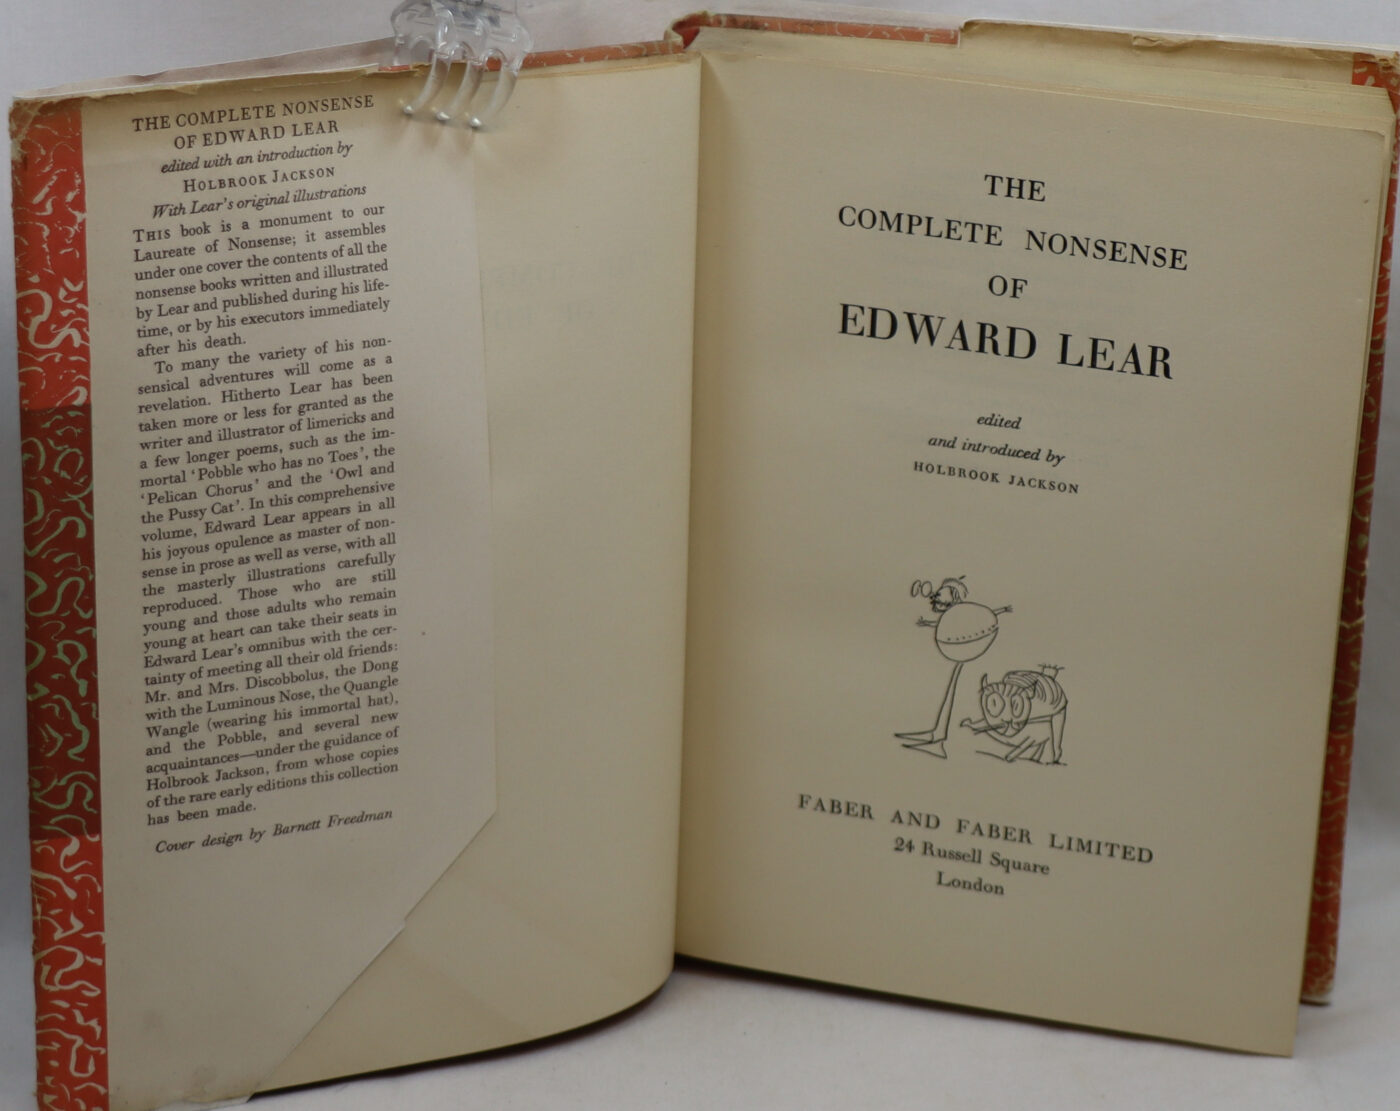 THE COMPLETE NONSENSE
OF EDWARD LEAR
edited with an introduction by
HOLBROOK JACKSON
With Lear's original illustrations
THIS book is a monument to our
Laureate of Nonsense; it assembles
under one cover the contents of all the
nonsense books written and illustrated
by Lear and published during his life-
time, or by his executors immediately
after his death.
To many the variety of his non-
sensical adventures will come as a
revelation. Hitherto Lear has been
taken more or less for granted as the
writer and illustrator of limericks and
a few longer poems, such as the im-
mortal 'Pobble who has no Toes', the
'Pelican Chorus' and the 'Owl and
the Pussy Cat'. In this comprehensive
volume, Edward Lear appears in all
his joyous opulence as master of non-
sense in prose as well as verse, with all
the masterly illustrations carefully
reproduced. Those who are still
young and those adults who remain
young at heart can take their seats in
Edward Lear's omnibus with the cer-
tainty of meeting all their old friends:
Mr. and Mrs. Discobbolus, the Dong
with the Luminous Nose, the Quangle
Wangle (wearing his immortal hat),
and the Pobble, and several new
acquaintances—under the guidance of
Holbrook Jackson, from whose copies
of the rare early editions this collection
has been made.
Cover design by Barnett Freedman
THE
COMPLETE NONSENSE
OF
EDWARD LEAR
edited
and introduced by
HOLBROOK JACKSON
FABER AND FABER LIMITED
24 Russell Square
London